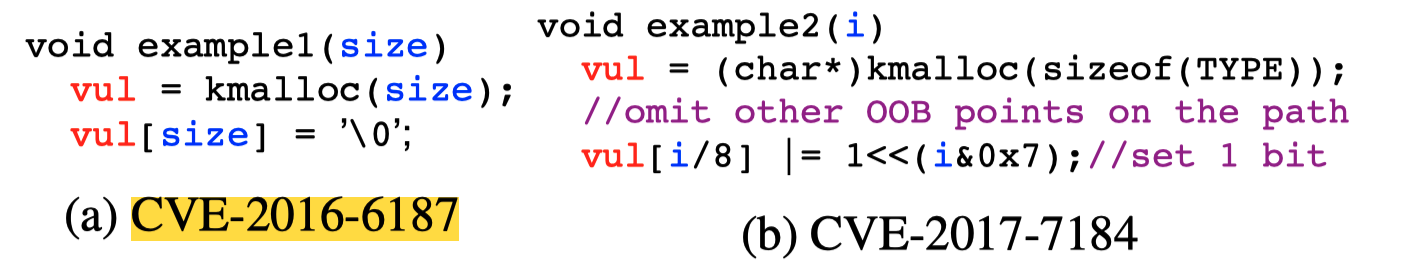 void example1(size)
vul = kmalloc(size);
vul[size] = '\0';
(a) CVE-2016-6187
void example2(i)
vul = (char*)kmalloc(sizeof(TYPE));
//omit other OOB points on the path
vul[i/8] |= 1<<(i&0x7);//set 1 bit
(b) CVE-2017-7184